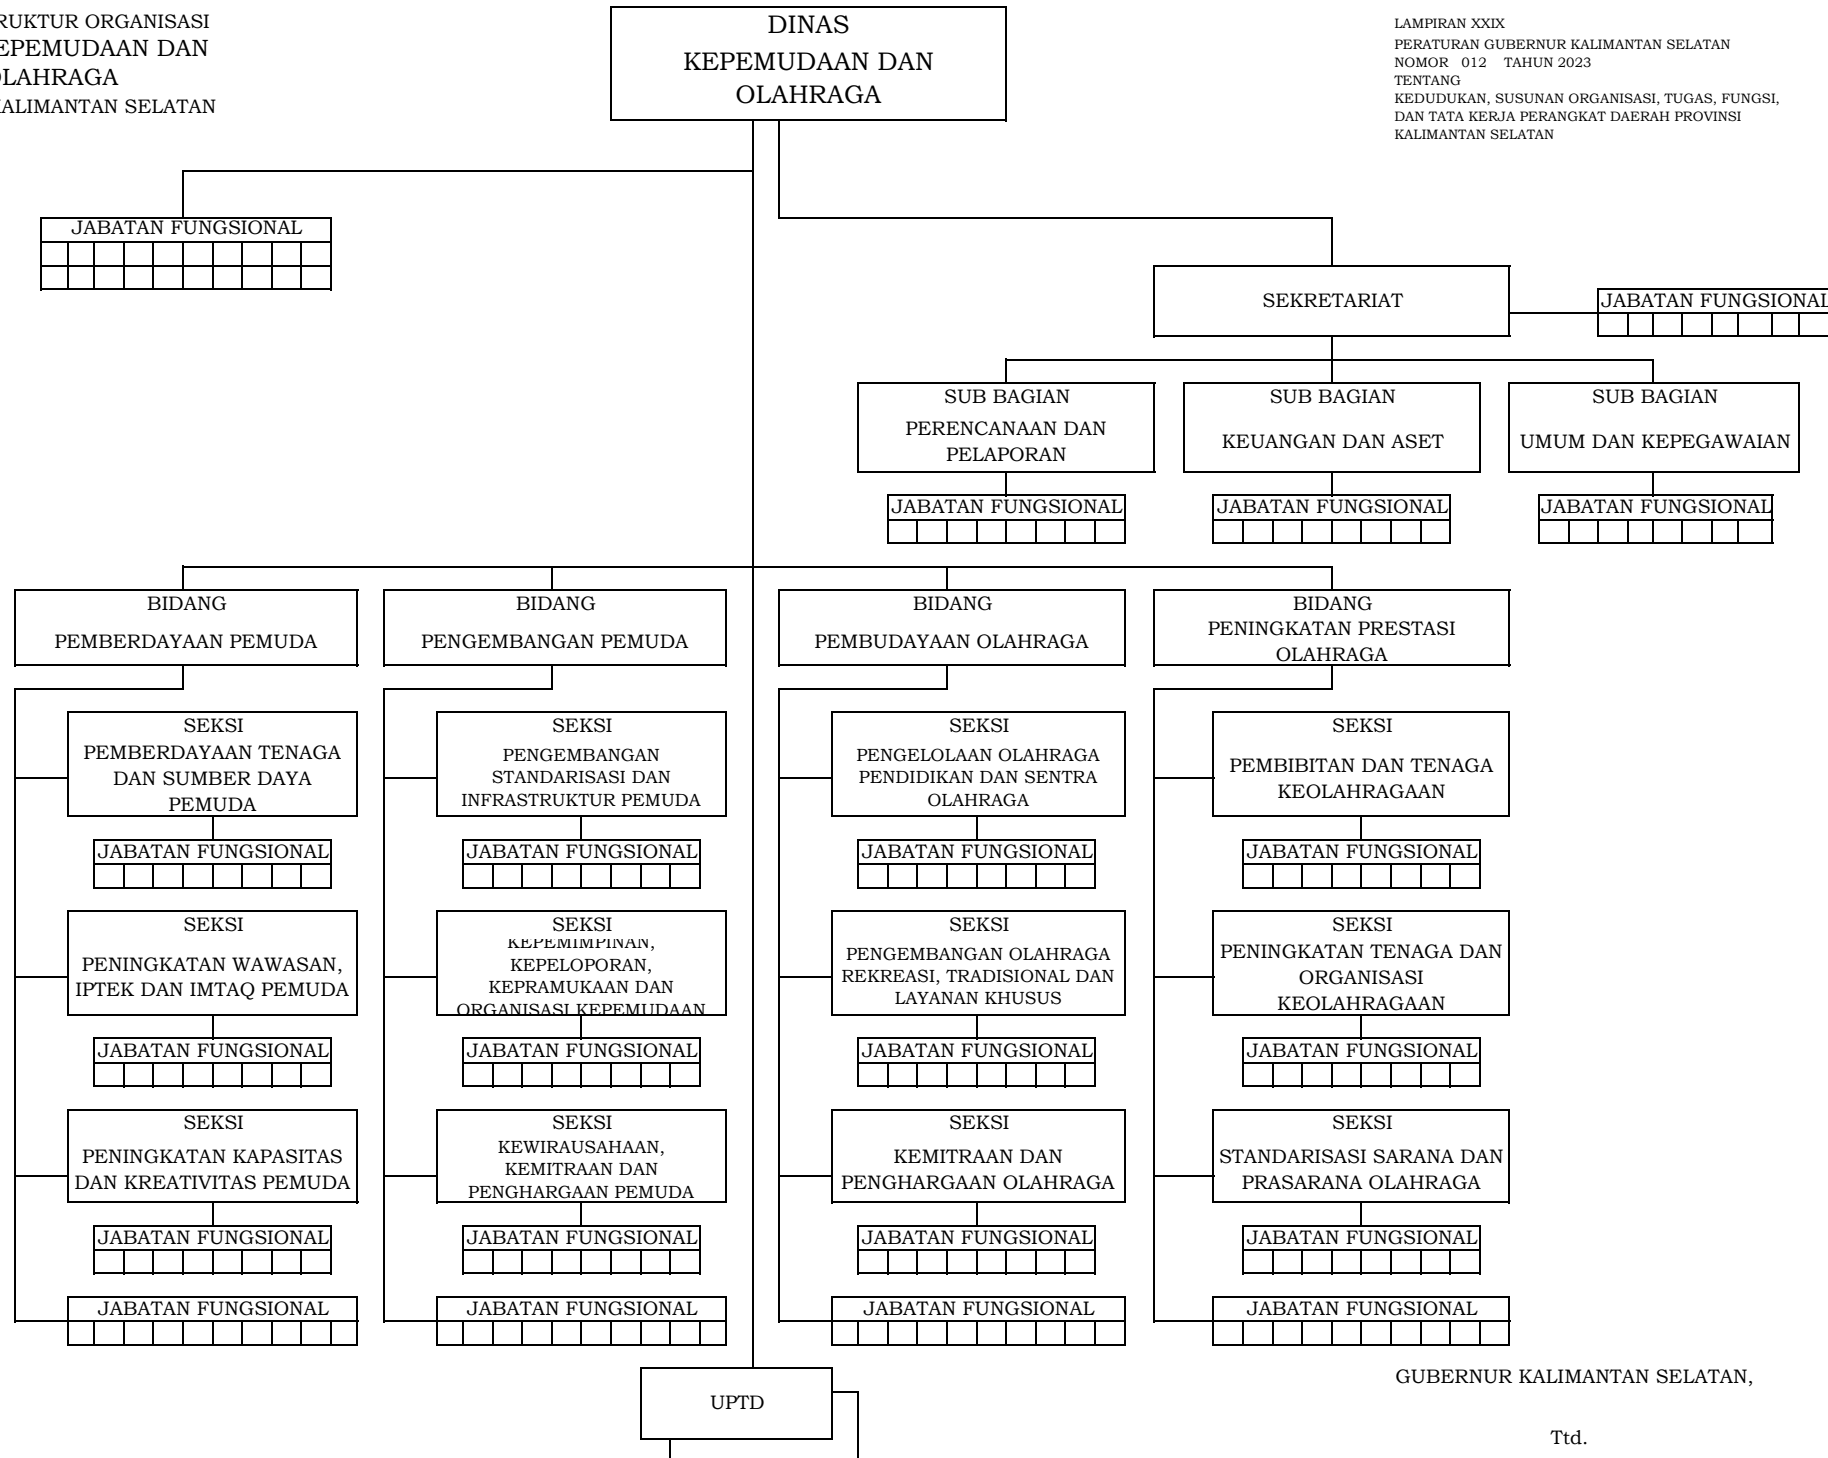 RUKTUR ORGANISASI
EPEMUDAAN DAN
OLAHRAGA
KALIMANTAN SELATAN
DINAS
KEPEMUDAAN DAN
OLAHRAGA
LAMPIRAN XXIX
PERATURAN GUBERNUR KALIMANTAN SELATAN
NOMOR 012 TAHUN 2023
TENTANG
KEDUDUKAN, SUSUNAN ORGANISASI, TUGAS, FUNGSI,
DAN TATA KERJA PERANGKAT DAERAH PROVINSI
KALIMANTAN SELATAN
JABATAN FUNGSIONAL
SEKRETARIAT
JABATAN FUNGSIONAL
SUB BAGIAN
PERENCANAAN DAN
PELAPORAN
SUB BAGIAN
KEUANGAN DAN ASET
SUB BAGIAN
UMUM DAN KEPEGAWAIAN
JABATAN FUNGSIONAL
JABATAN FUNGSIONAL
JABATAN FUNGSIONAL
BIDANG
PEMBERDAYAAN PEMUDA
BIDANG
PENGEMBANGAN PEMUDA
BIDANG
PEMBUDAYAAN OLAHRAGA
BIDANG
PENINGKATAN PRESTASI
OLAHRAGA
SEKSI
PEMBERDAYAAN TENAGA
DAN SUMBER DAYA
PEMUDA
SEKSI
PENGEMBANGAN
STANDARISASI DAN
INFRASTRUKTUR PEMUDA
SEKSI
PENGELOLAAN OLAHRAGA
PENDIDIKAN DAN SENTRA
OLAHRAGA
SEKSI
PEMBIBITAN DAN TENAGA
KEOLAHRAGAAN
JABATAN FUNGSIONAL
JABATAN FUNGSIONAL
JABATAN FUNGSIONAL
JABATAN FUNGSIONAL
SEKSI
PENINGKATAN WAWASAN,
IPTEK DAN IMTAQ PEMUDA
SEKSI
KEPEMIMPINAN,
KEPELOPORAN,
KEPRAMUKAAN DAN
ORGANISASI KEPEMUDAAN
SEKSI
PENGEMBANGAN OLAHRAGA
REKREASI, TRADISIONAL DAN
LAYANAN KHUSUS
SEKSI
PENINGKATAN TENAGA DAN
ORGANISASI
KEOLAHRAGAAN
JABATAN FUNGSIONAL
JABATAN FUNGSIONAL
JABATAN FUNGSIONAL
JABATAN FUNGSIONAL
SEKSI
PENINGKATAN KAPASITAS
DAN KREATIVITAS PEMUDA
SEKSI
KEWIRAUSAHAAN,
KEMITRAAN DAN
PENGHARGAAN PEMUDA
SEKSI
KEMITRAAN DAN
PENGHARGAAN OLAHRAGA
SEKSI
STANDARISASI SARANA DAN
PRASARANA OLAHRAGA
JABATAN FUNGSIONAL
JABATAN FUNGSIONAL
JABATAN FUNGSIONAL
JABATAN FUNGSIONAL
JABATAN FUNGSIONAL
JABATAN FUNGSIONAL
JABATAN FUNGSIONAL
JABATAN FUNGSIONAL
UPTD
GUBERNUR KALIMANTAN SELATAN,
Ttd.